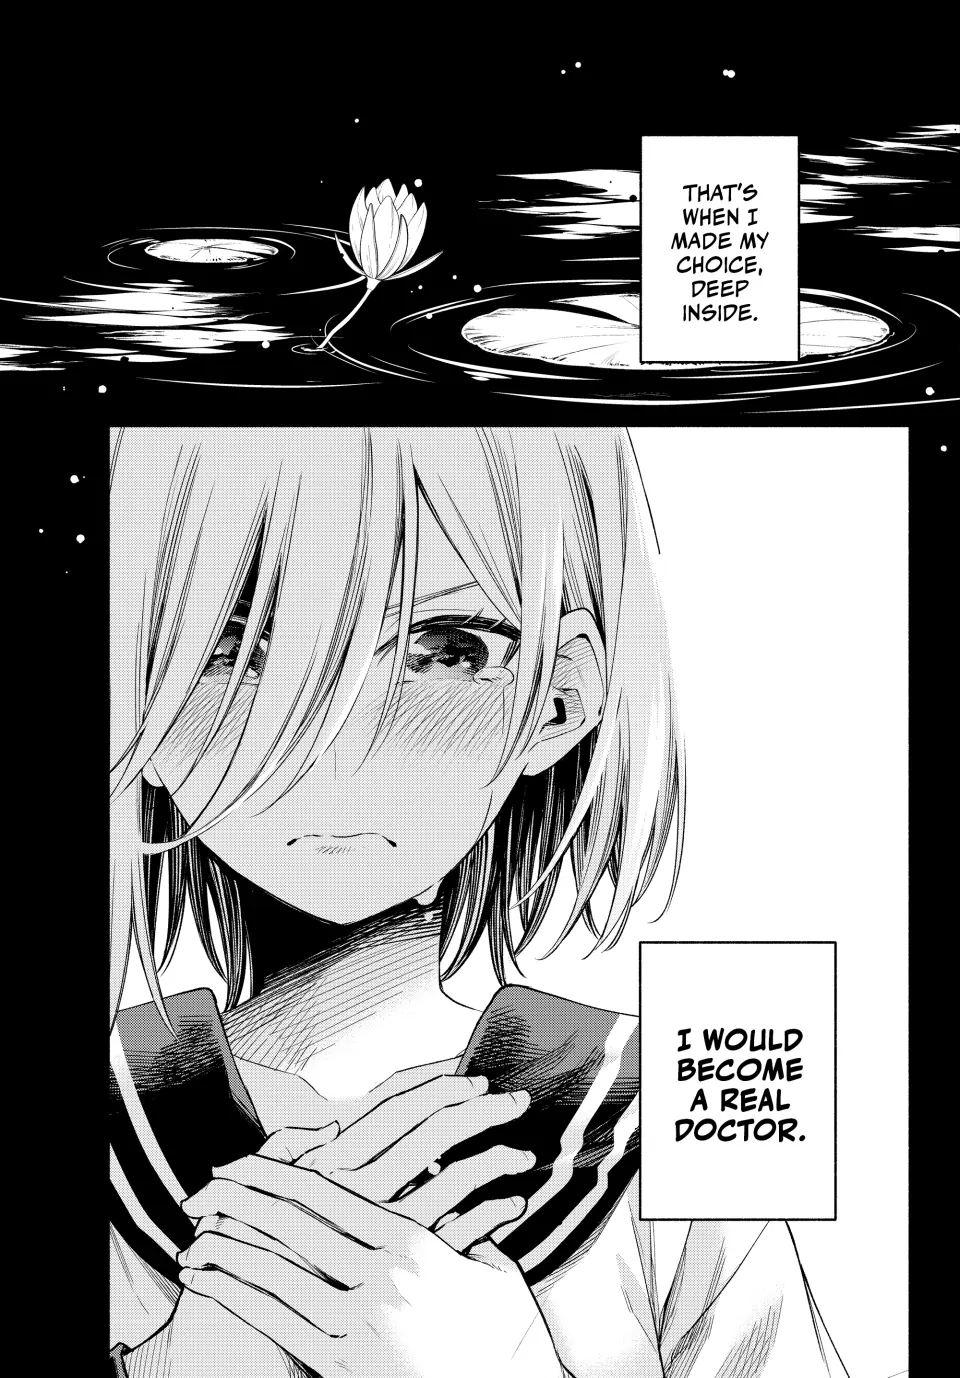 THAT'S
WHEN I
MADE MY
CHOICE,
DEEP
INSIDE.
I WOULD
BECOME
A REAL
DOCTOR.